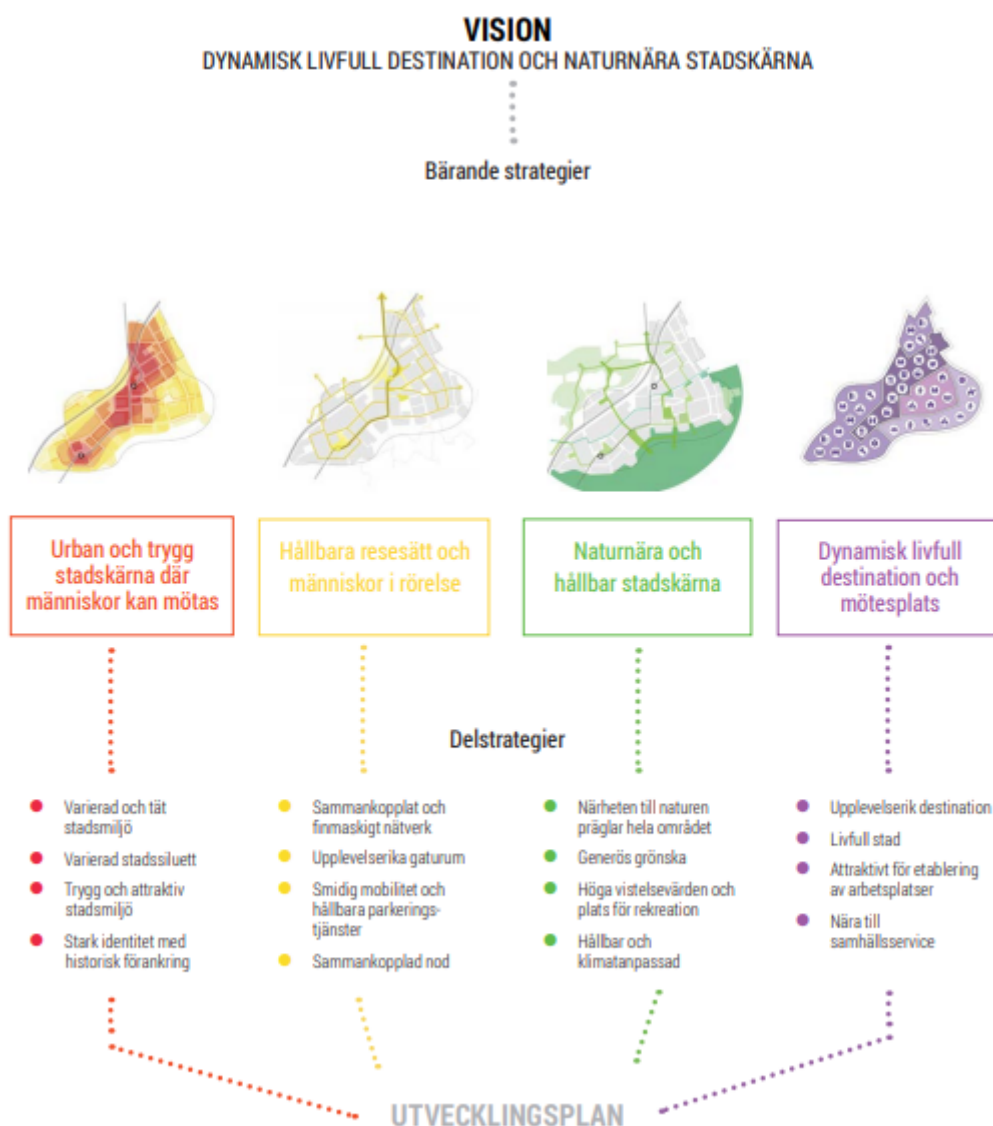 VISION
DYNAMISK LIVFULL DESTINATION OCH NATURNÄRA STADSKÄRNA
Bärande strategier
Urban och trygg
stadskärna där
människor kan mötas
Hållbara resesätt och
människor i rörelse
Naturnära och
hållbar stadskärna
Dynamisk livfull
destination och
mötesplats
Delstrategier
Varierad och tät
stadsmiljö
Varierad stadssiluett
Trygg och attraktiv
stadsmiljö
Stark identitet med
historisk förankring
Sammankopplat och
finmaskigt nätverk
Upplevelserika gaturum
Smidig mobilitet och
hållbara parkerings-
tjänster
Sammankopplad nod
Närheten till naturen
präglar hela området
Generös grönska
Höga vistelsevärden och
plats för rekreation
Hållbar och
klimatanpassad
Upplevelserik destination
Livfull stad
Attraktivt för etablering
av arbetsplatser
Nära till
samhällsservice
UTVECKLINGSPLAN